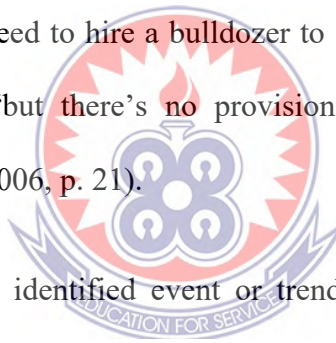 eed to hire a bulldozer to
“but there’s no provision
006, p. 21).
identified event or trend
EDUCATION FOR SERVICE